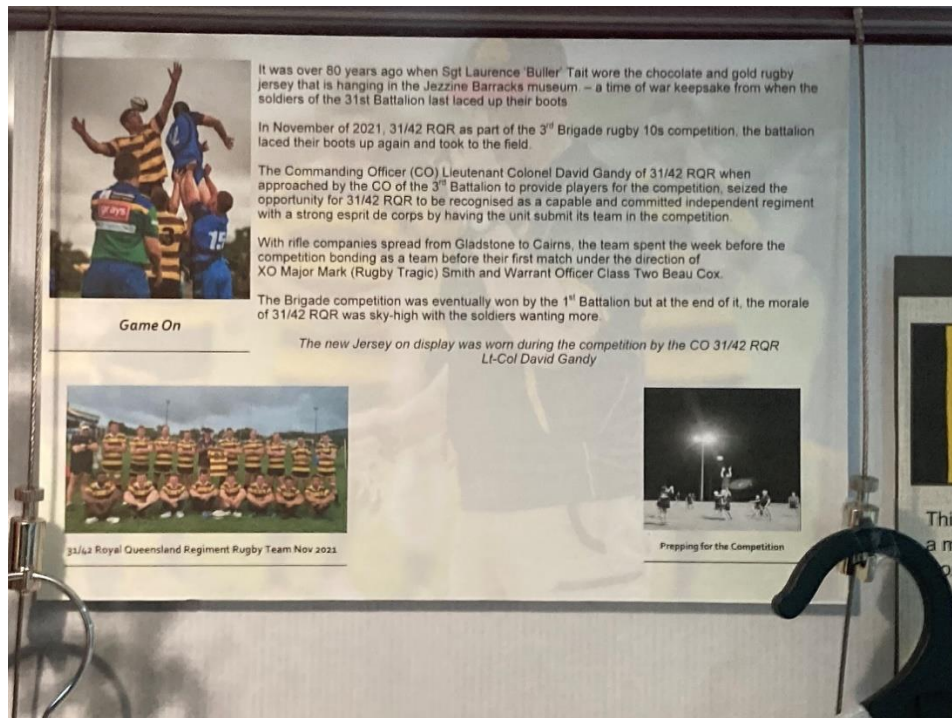 It was over 80 years ago when Sgt Laurence 'Buller' Tait wore the chocolate and gold rugby
jersey that is hanging in the Jezzine Barracks museum. – a time of war keepsake from when the
soldiers of the 31st Battalion last laced up their boots
In November of 2021, 31/42 RQR as part of the 3rd Brigade rugby 10s competition, the battalion
laced their boots up again and took to the field.
The Commanding Officer (CO) Lieutenant Colonel David Gandy of 31/42 RQR when
approached by the CO of the 3rd Battalion to provide players for the competition, seized the
opportunity for 31/42 RQR to be recognised as a capable and committed independent regiment
with a strong esprit de corps by having the unit submit its team in the competition.
With rifle companies spread from Gladstone to Cairns, the team spent the week before the
competition bonding as a team before their first match under the direction of
XO Major Mark (Rugby Tragic) Smith and Warrant Officer Class Two Beau Cox.
The Brigade competition was eventually won by the 1st Battalion but at the end of it, the morale
of 31/42 RQR was sky-high with the soldiers wanting more.
The new Jersey on display was worn during the competition by the CO 31/42 RQR
Lt-Col David Gandy
grays
3
15
Game On
31/42 Royal Queensland Regiment Rugby Team Nov 2021
Prepping for the Competition